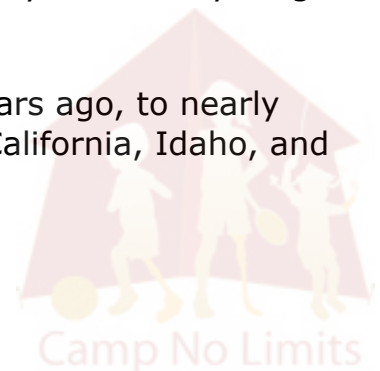 ars ago, to nearly
California, Idaho, and
Camp No Limits